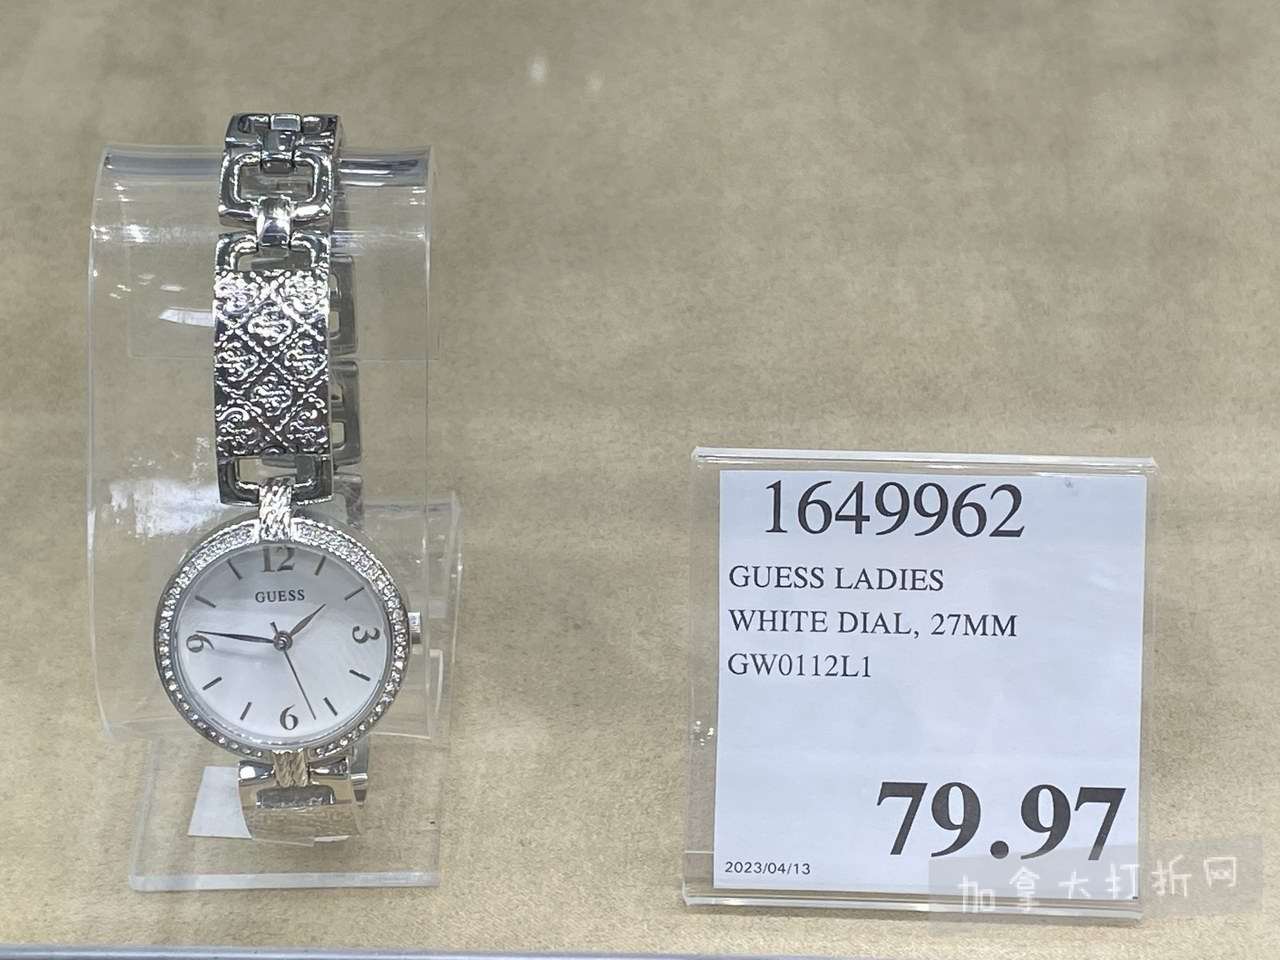 12
GUESS
3
9
6
1649962
GUESS LADIES
WHITE DIAL, 27MM
GW0112L1
79.97
2023/04/13
加拿大打折网